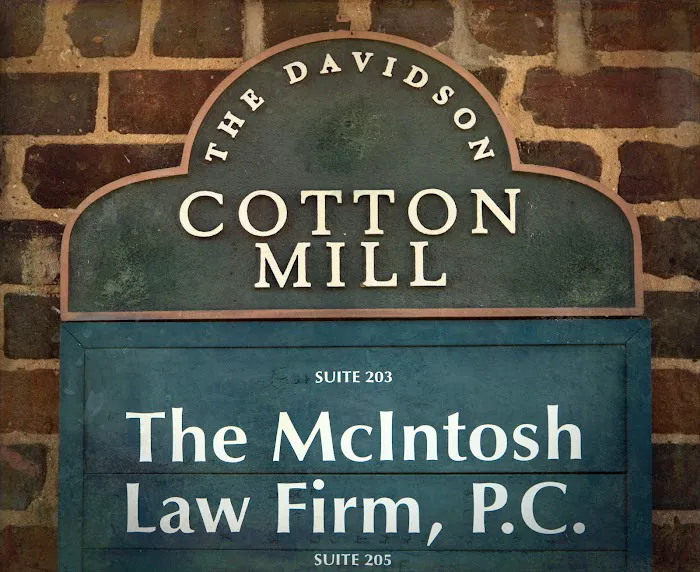 THE DAVIDSON
COTTON
MILL
SUITE 203
The McIntosh
Law Firm, P.C.
SUITE 205